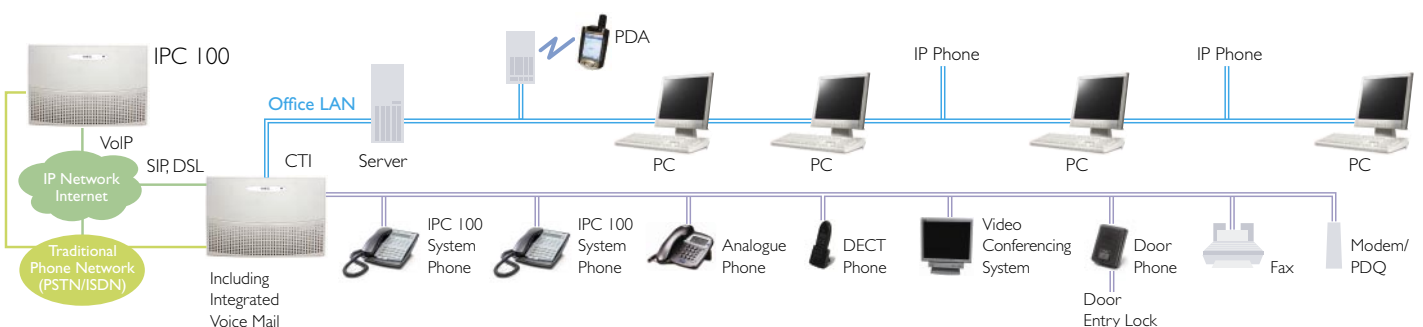 IPC 100
PDA
IP Phone
IP Phone
Office LAN
VoIP
SIP, DSL
CTI
Server
PC
PC
PC
PC
IP Network
Internet
Traditional
Phone Network
(PSTN/ISDN)
Including
Integrated
Voice Mail
IPC 100
System
Phone
IPC 100
System
Phone
Analogue
Phone
DECT
Phone
Video
Conferencing
System
Door
Phone
Door
Entry Lock
Fax
Modem/
PDQ